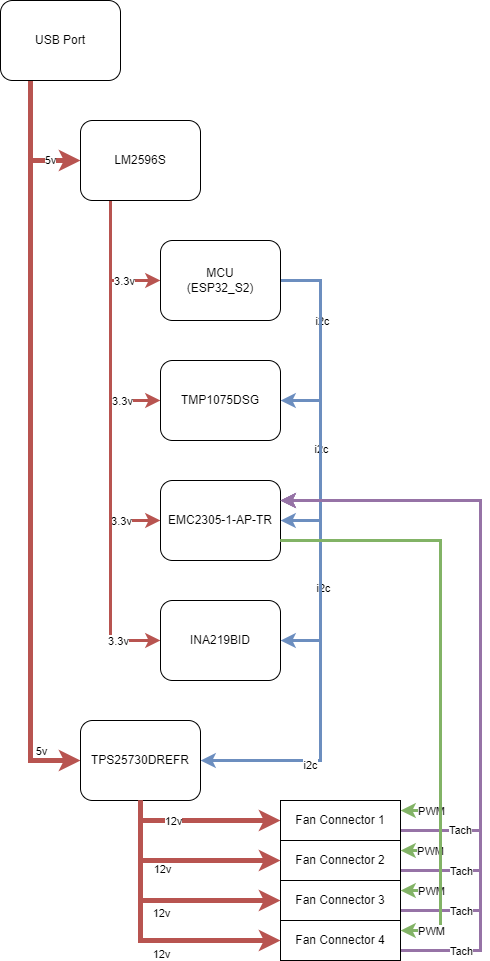 USB Port
5v
LM2596S
3.3v
MCU
(ESP32_S2)
i2c
3.3v
TMP1075DSG
i2c
3.3v
EMC2305-1-AP-TR
i2c
3.3v
INA219BID
5v
TPS25730DREFR
i2c
12v
Fan Connector 1
PWM
Tach
12v
Fan Connector 2
PWM
Tach
12v
Fan Connector 3
PWM
Tach
12v
Fan Connector 4
PWM
Tach